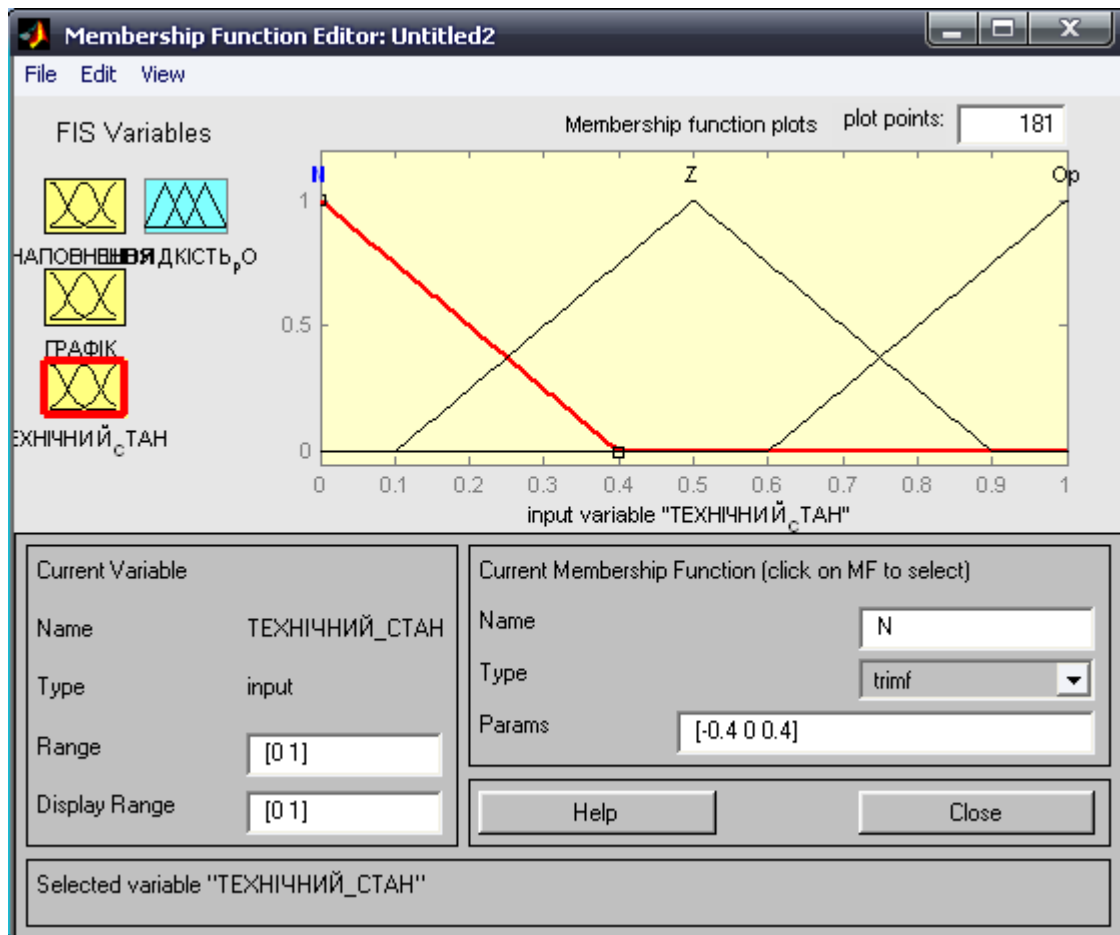 Membership Function Editor: Untitled2
File Edit View
FIS Variables
Membership function plots plot points: 181
N Z Op
1
0.5
0
0 0.1 0.2 0.3 0.4 0.5 0.6 0.7 0.8 0.9 1
input variable "ТЕХНІЧНИЙ_СТАН"
ГРАФІК
ЕХНІЧНИЙ_СТАН
Current Variable
Name ТЕХНІЧНИЙ_СТАН
Type input
Range [0 1]
Display Range [0 1]
Current Membership Function (click on MF to select)
Name N
Type trimf
Params [-0.4 0 0.4]
Help Close
Selected variable "ТЕХНІЧНИЙ_СТАН"